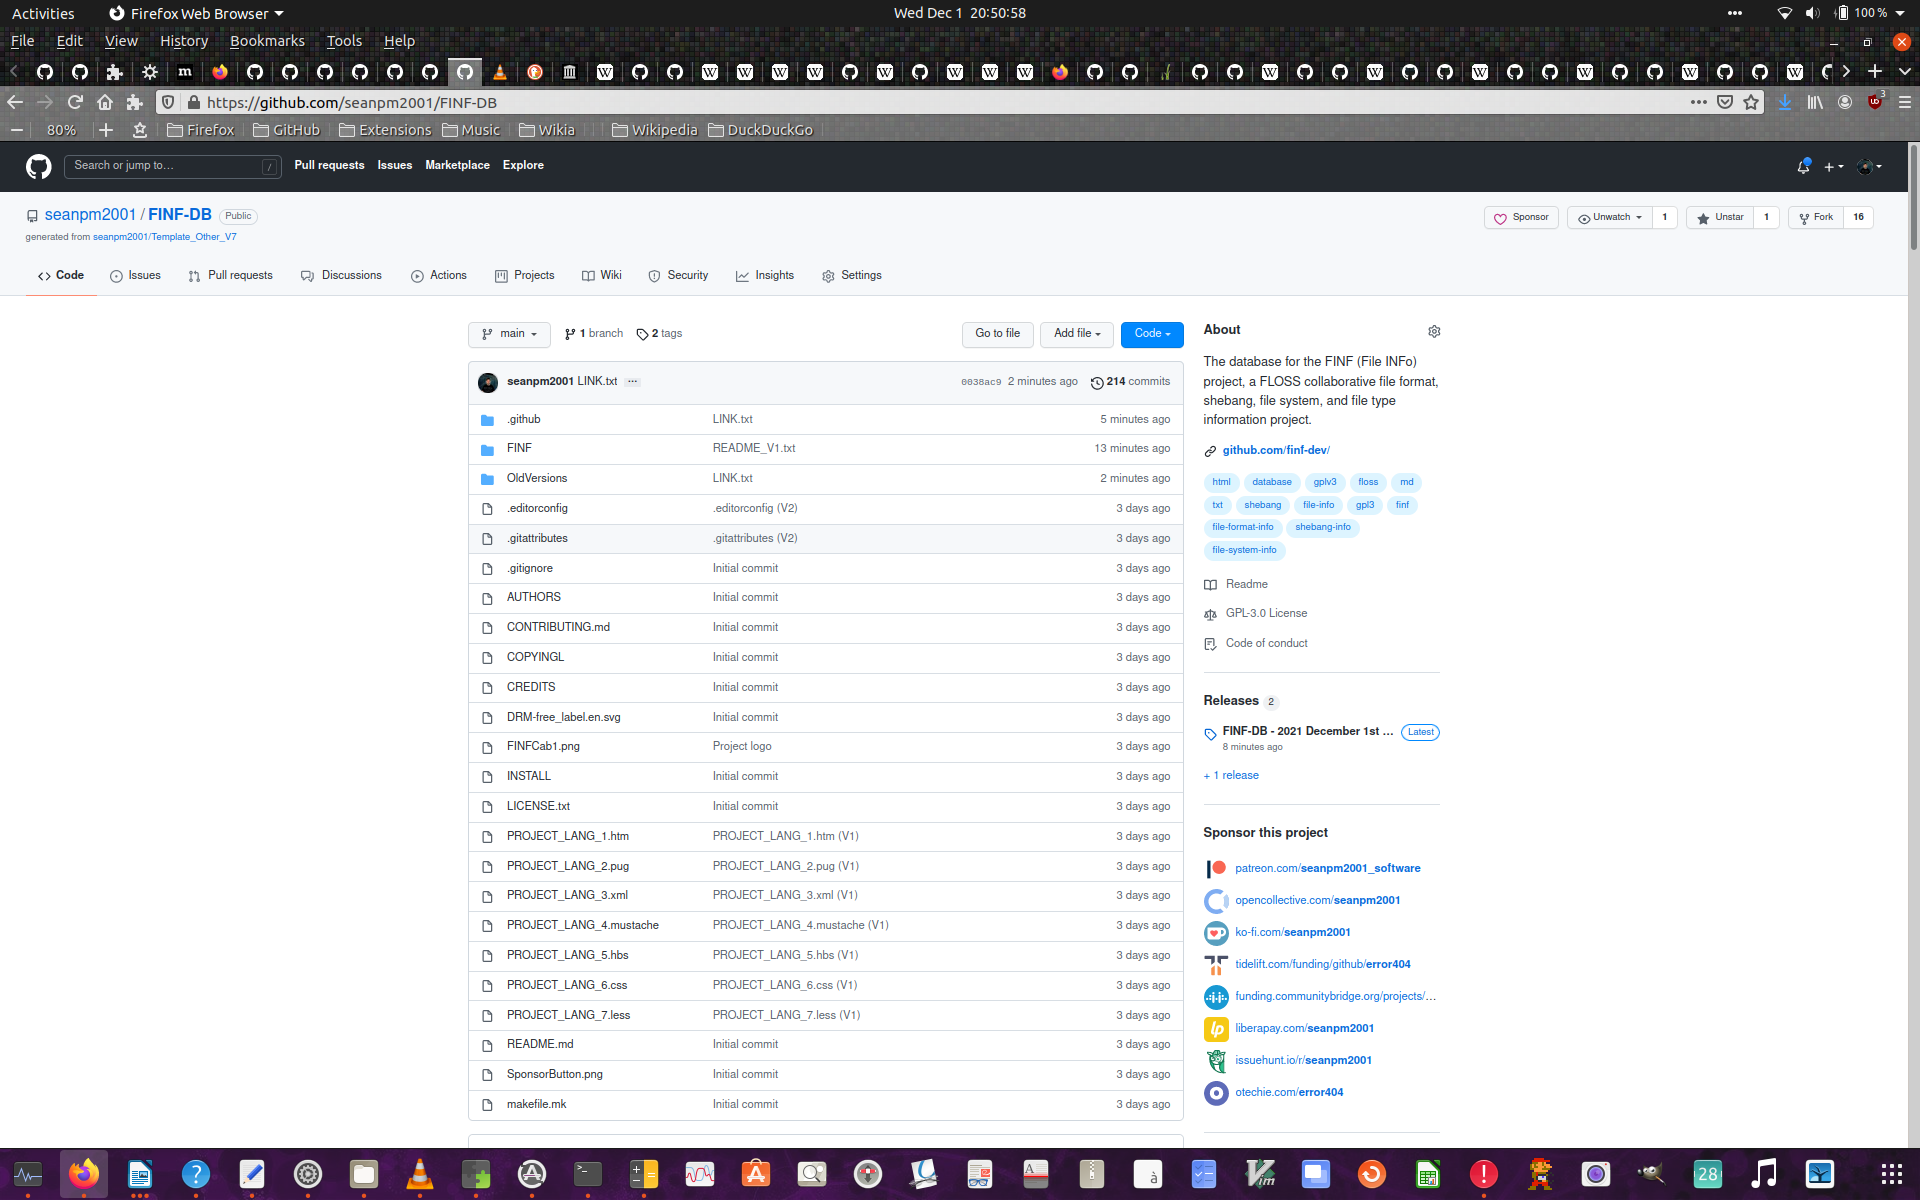 Activities Firefox Web Browser Wed Dec 1 20:50:58 100 %
File Edit View History Bookmarks Tools Help
https://github.com/seanpm2001/FINF-DB 3
80% Firefox GitHub Extensions Music Wikia Wikipedia DuckDuckGo
Search or jump to… / Pull requests Issues Marketplace Explore
seanpm2001 / FINF-DB Public Sponsor Unwatch 1 Unstar 1 Fork 16
generated from seanpm2001/Template_Other_V7
Code Issues Pull requests Discussions Actions Projects Wiki Security Insights Settings
main 1 branch 2 tags Go to file Add file Code
seanpm2001 LINK.txt ... 0038ac9 2 minutes ago 214 commits
.github LINK.txt 5 minutes ago
FINF README_V1.txt 13 minutes ago
OldVersions LINK.txt 2 minutes ago
.editorconfig .editorconfig (V2) 3 days ago
.gitattributes .gitattributes (V2) 3 days ago
.gitignore Initial commit 3 days ago
AUTHORS Initial commit 3 days ago
CONTRIBUTING.md Initial commit 3 days ago
COPYINGL Initial commit 3 days ago
CREDITS Initial commit 3 days ago
DRM-free_label.en.svg Initial commit 3 days ago
FINFCab1.png Project logo 3 days ago
INSTALL Initial commit 3 days ago
LICENSE.txt Initial commit 3 days ago
PROJECT_LANG_1.htm PROJECT_LANG_1.htm (V1) 3 days ago
PROJECT_LANG_2.pug PROJECT_LANG_2.pug (V1) 3 days ago
PROJECT_LANG_3.xml PROJECT_LANG_3.xml (V1) 3 days ago
PROJECT_LANG_4.mustache PROJECT_LANG_4.mustache (V1) 3 days ago
PROJECT_LANG_5.hbs PROJECT_LANG_5.hbs (V1) 3 days ago
PROJECT_LANG_6.css PROJECT_LANG_6.css (V1) 3 days ago
PROJECT_LANG_7.less PROJECT_LANG_7.less (V1) 3 days ago
README.md Initial commit 3 days ago
SponsorButton.png Initial commit 3 days ago
makefile.mk Initial commit 3 days ago
About
The database for the FINF (File INFo)
project, a FLOSS collaborative file format,
shebang, file system, and file type
information project.
github.com/finf-dev/
html database gplv3 floss md
txt shebang file-info gpl3 finf
file-format-info shebang-info
file-system-info
Readme
GPL-3.0 License
Code of conduct
Releases 2
FINF-DB - 2021 December 1st ... Latest
8 minutes ago
+ 1 release
Sponsor this project
patreon.com/seanpm2001_software
opencollective.com/seanpm2001
ko-fi.com/seanpm2001
tidelift.com/funding/github/error404
funding.communitybridge.org/projects/...
liberapay.com/seanpm2001
issuehunt.io/r/seanpm2001
otechie.com/error404
28